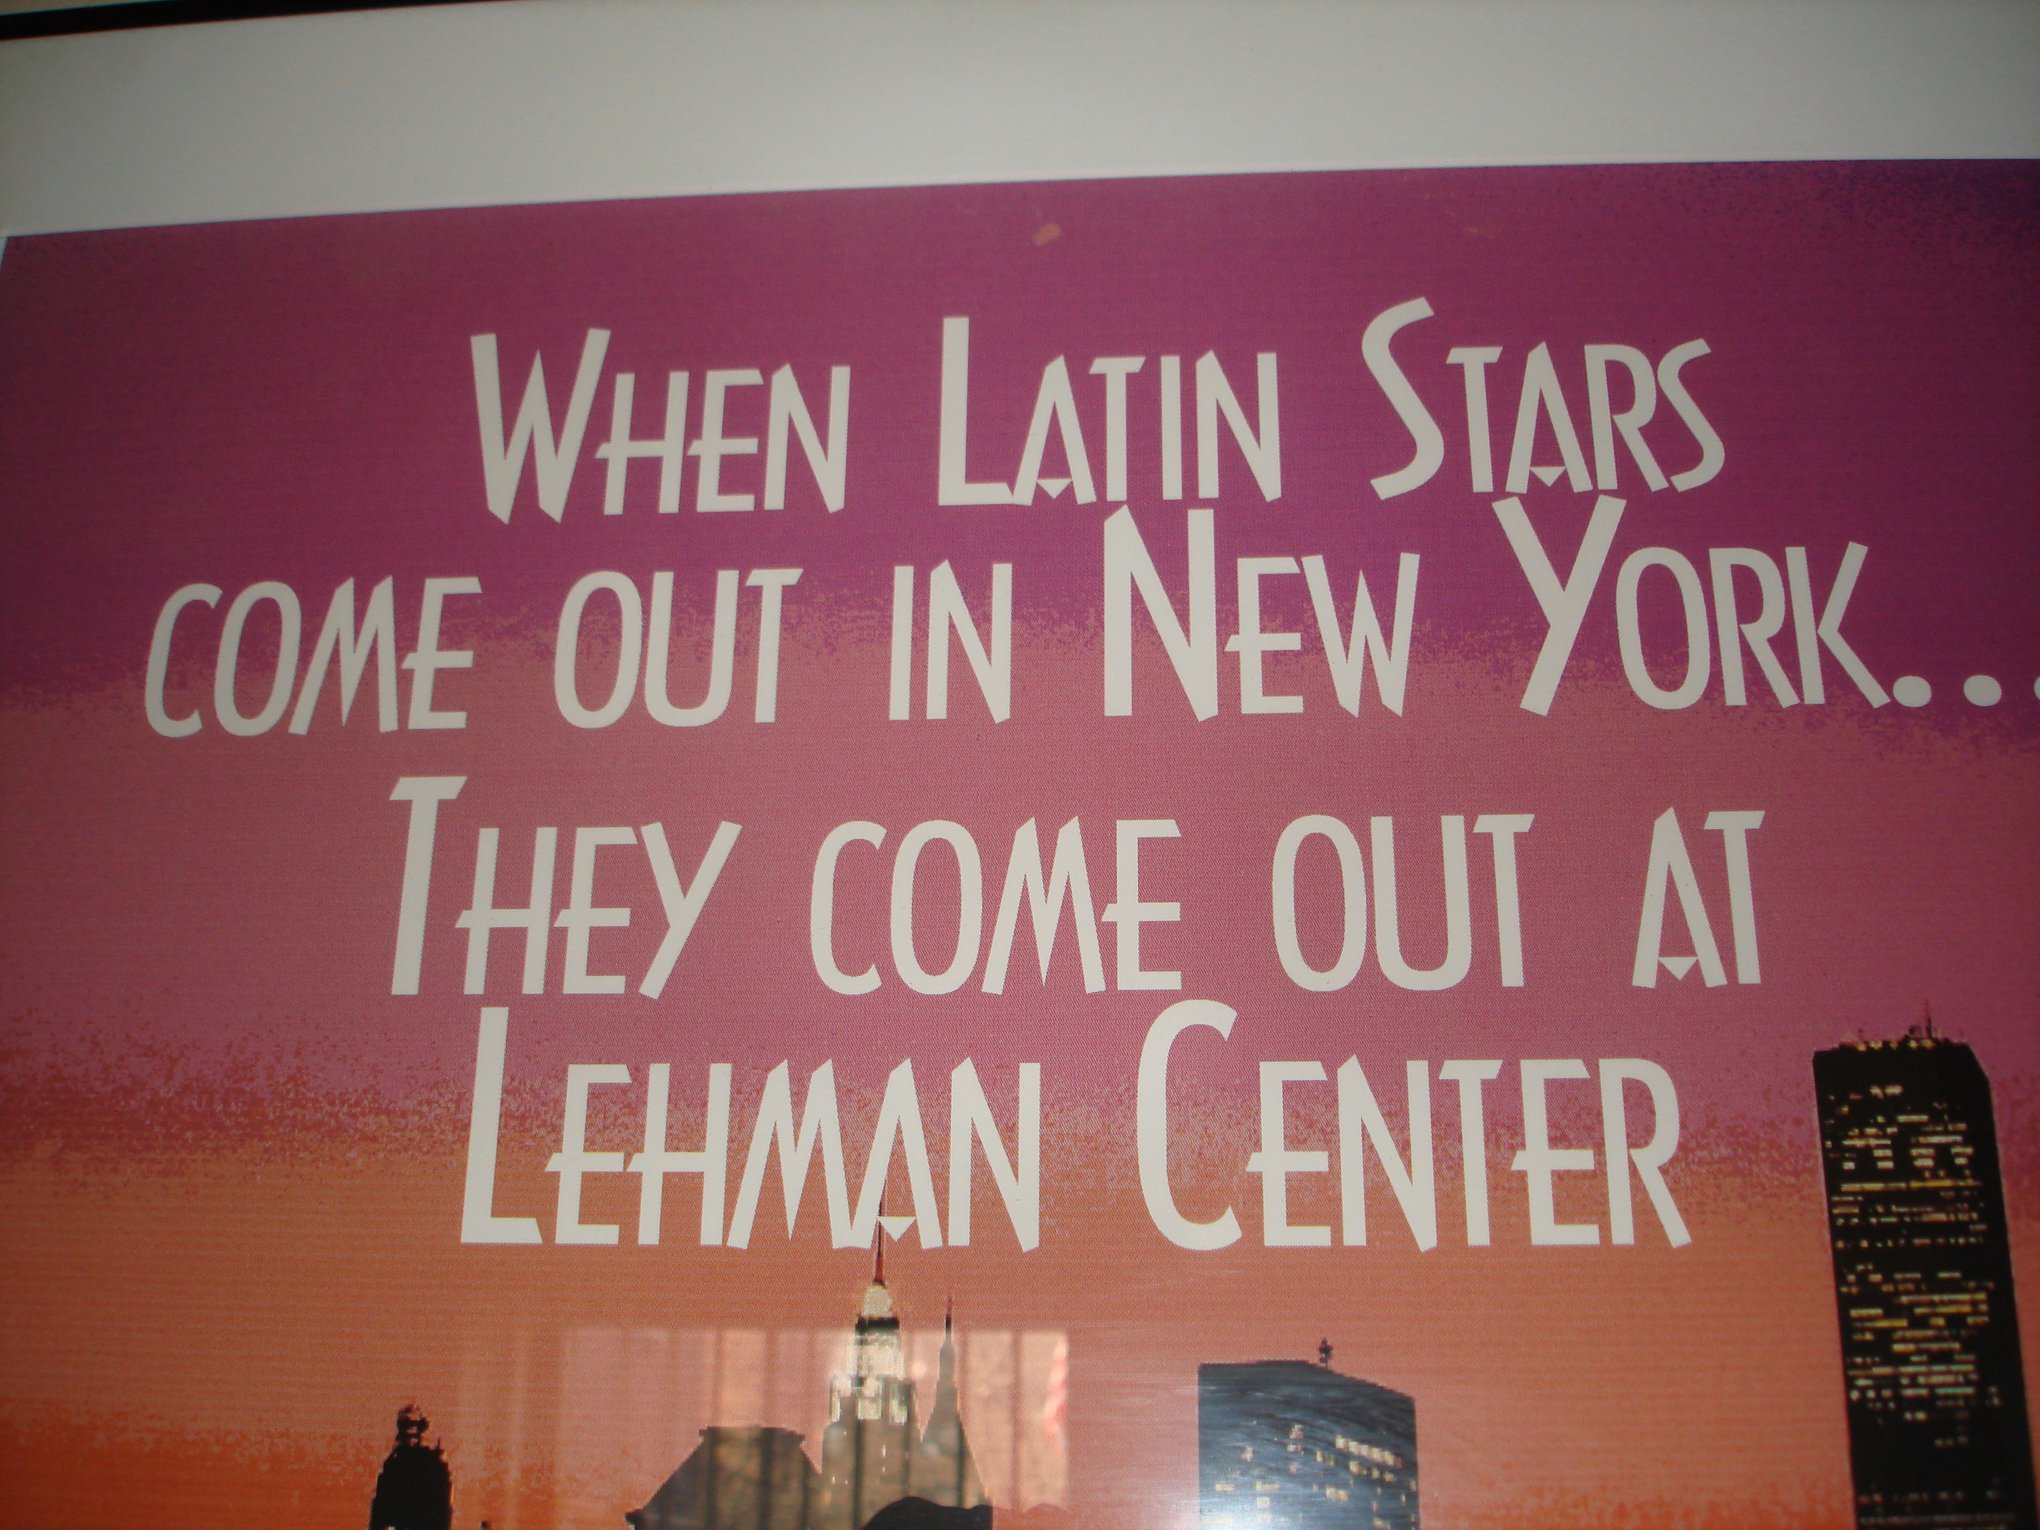 When Latin Stars
come out in New York...
They come out at
Lehman Center